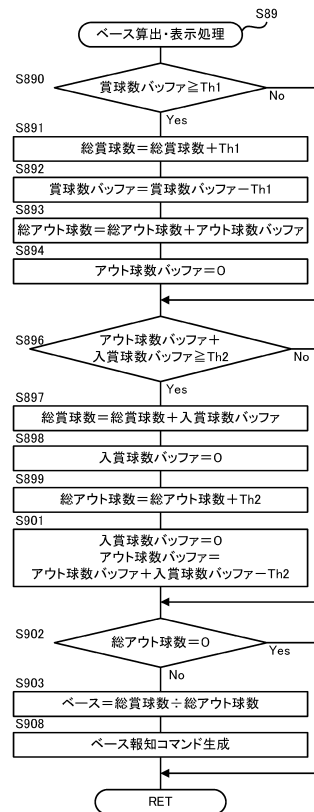 S89
ベース算出・表示処理
S890
賞球数バッファ≧Th1
No
Yes
S891
総賞球数=総賞球数+Th1
S892
賞球数バッファ=賞球数バッファーTh1
S893
総アウト球数=総アウト球数+アウト球数バッファ
S894
アウト球数バッファ=0
S896
アウト球数バッファ+
入賞球数バッファ≧Th2
No
Yes
S897
総賞球数=総賞球数+入賞球数バッファ
S898
入賞球数バッファ=0
S899
総アウト球数=総アウト球数+Th2
S901
入賞球数バッファ=0
アウト球数バッファ=
アウト球数バッファ+入賞球数バッファーTh2
S902
総アウト球数=0
Yes
No
S903
ベース=総賞球数÷総アウト球数
S908
ベース報知コマンド生成
RET